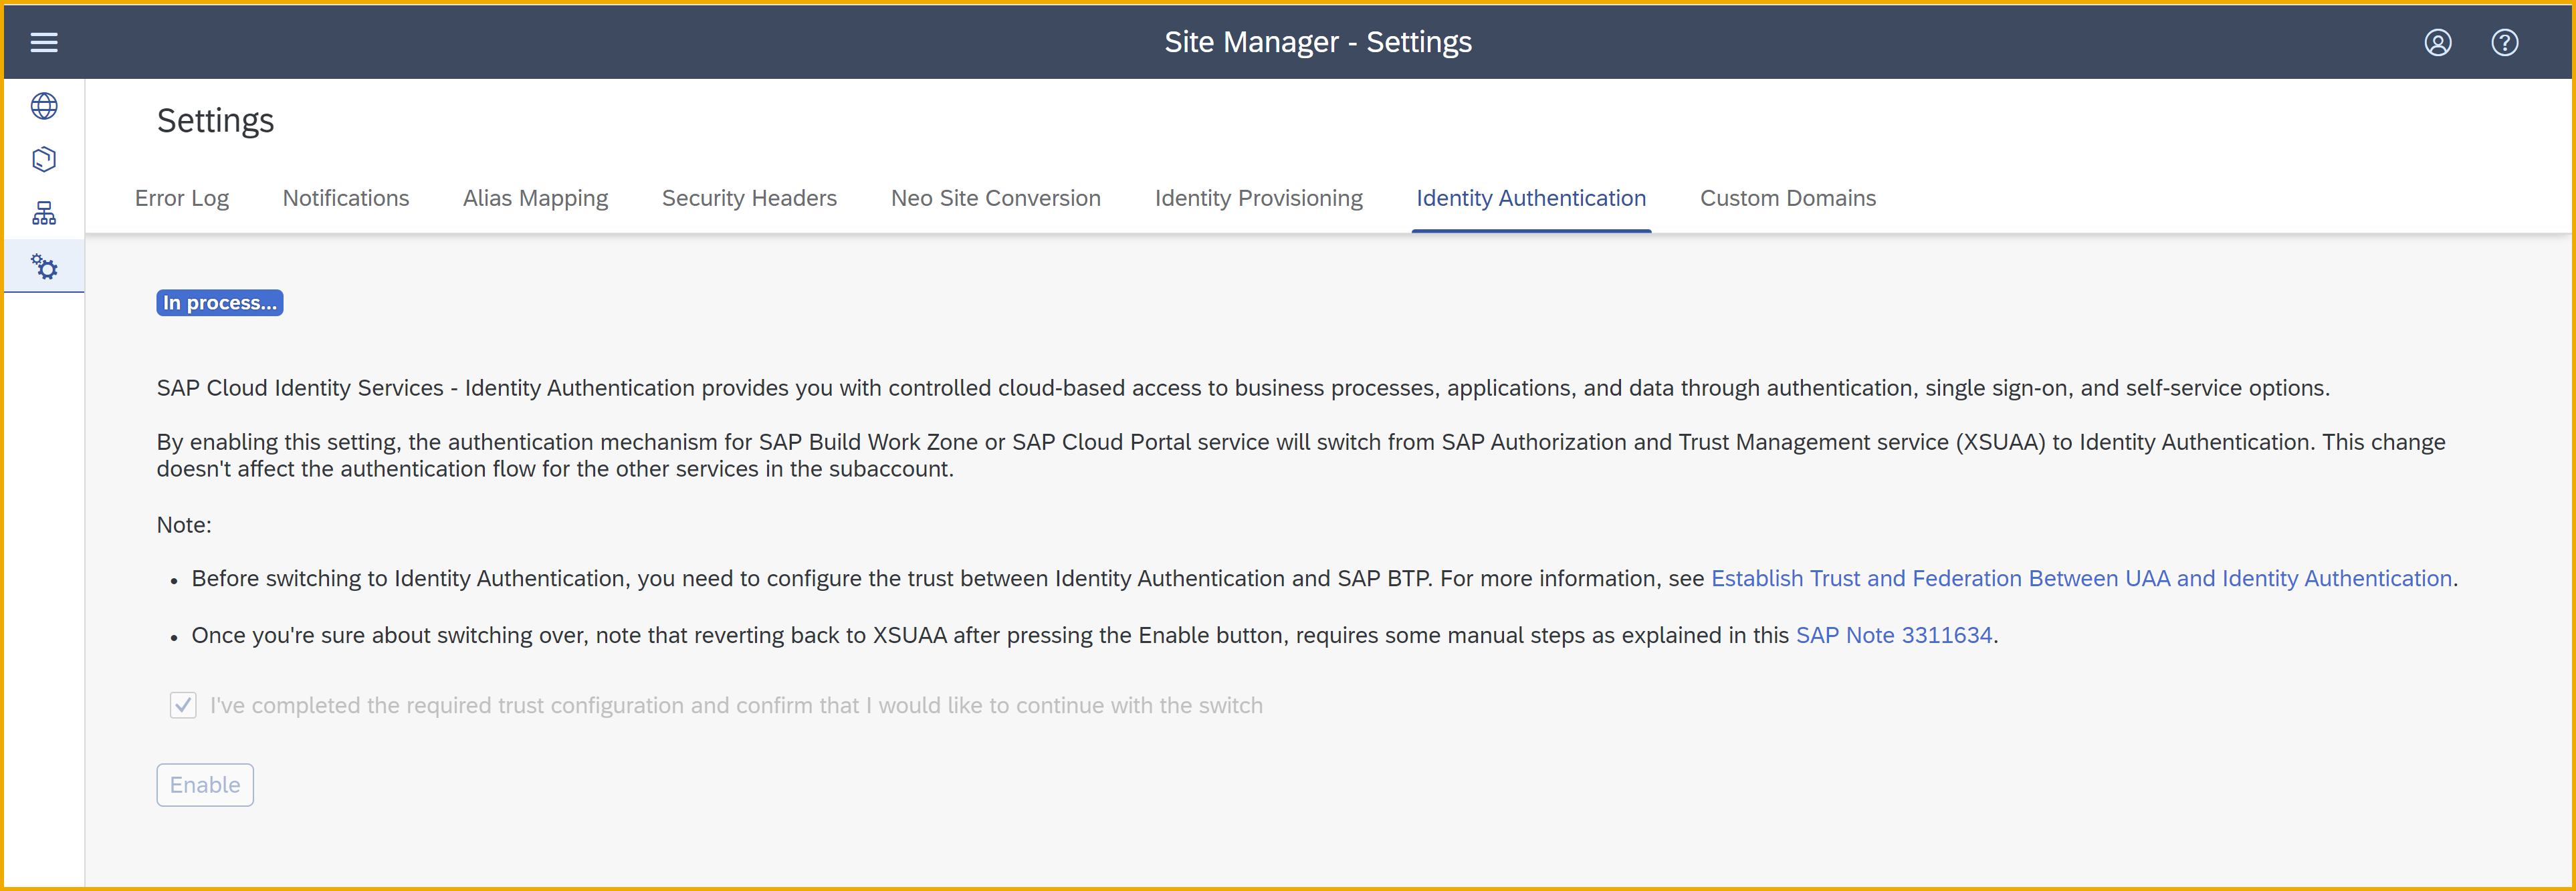 Site Manager - Settings
Settings
Error Log
Notifications
Alias Mapping
Security Headers
Neo Site Conversion
Identity Provisioning
Identity Authentication
Custom Domains
In process...
SAP Cloud Identity Services - Identity Authentication provides you with controlled cloud-based access to business processes, applications, and data through authentication, single sign-on, and self-service options.
By enabling this setting, the authentication mechanism for SAP Build Work Zone or SAP Cloud Portal service will switch from SAP Authorization and Trust Management service (XSUAA) to Identity Authentication. This change
doesn't affect the authentication flow for the other services in the subaccount.
Note:
• Before switching to Identity Authentication, you need to configure the trust between Identity Authentication and SAP BTP. For more information, see Establish Trust and Federation Between UAA and Identity Authentication.
• Once you're sure about switching over, note that reverting back to XSUAA after pressing the Enable button, requires some manual steps as explained in this SAP Note 3311634.
I've completed the required trust configuration and confirm that I would like to continue with the switch
Enable